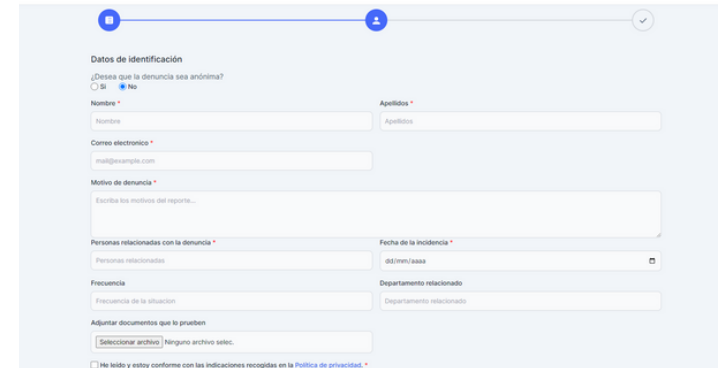 Datos de identificación
¿Desea que la denuncia sea anónima?
Si No
Nombre * Apellidos *
Nombre Apellidos
Correo electronico *
mail@example.com
Motivo de denuncia *
Escriba los motivos del reporte...
Personas relacionadas con la denuncia * Fecha de la incidencia *
Personas relacionadas dd/mm/aaaa
Frecuencia Departamento relacionado
Frecuencia de la situacion Departamento relacionado
Adjuntar documentos que lo prueben
Seleccionar archivo Ninguno archivo selec.
He leído y estoy conforme con las indicaciones recogidas en la Política de privacidad. *